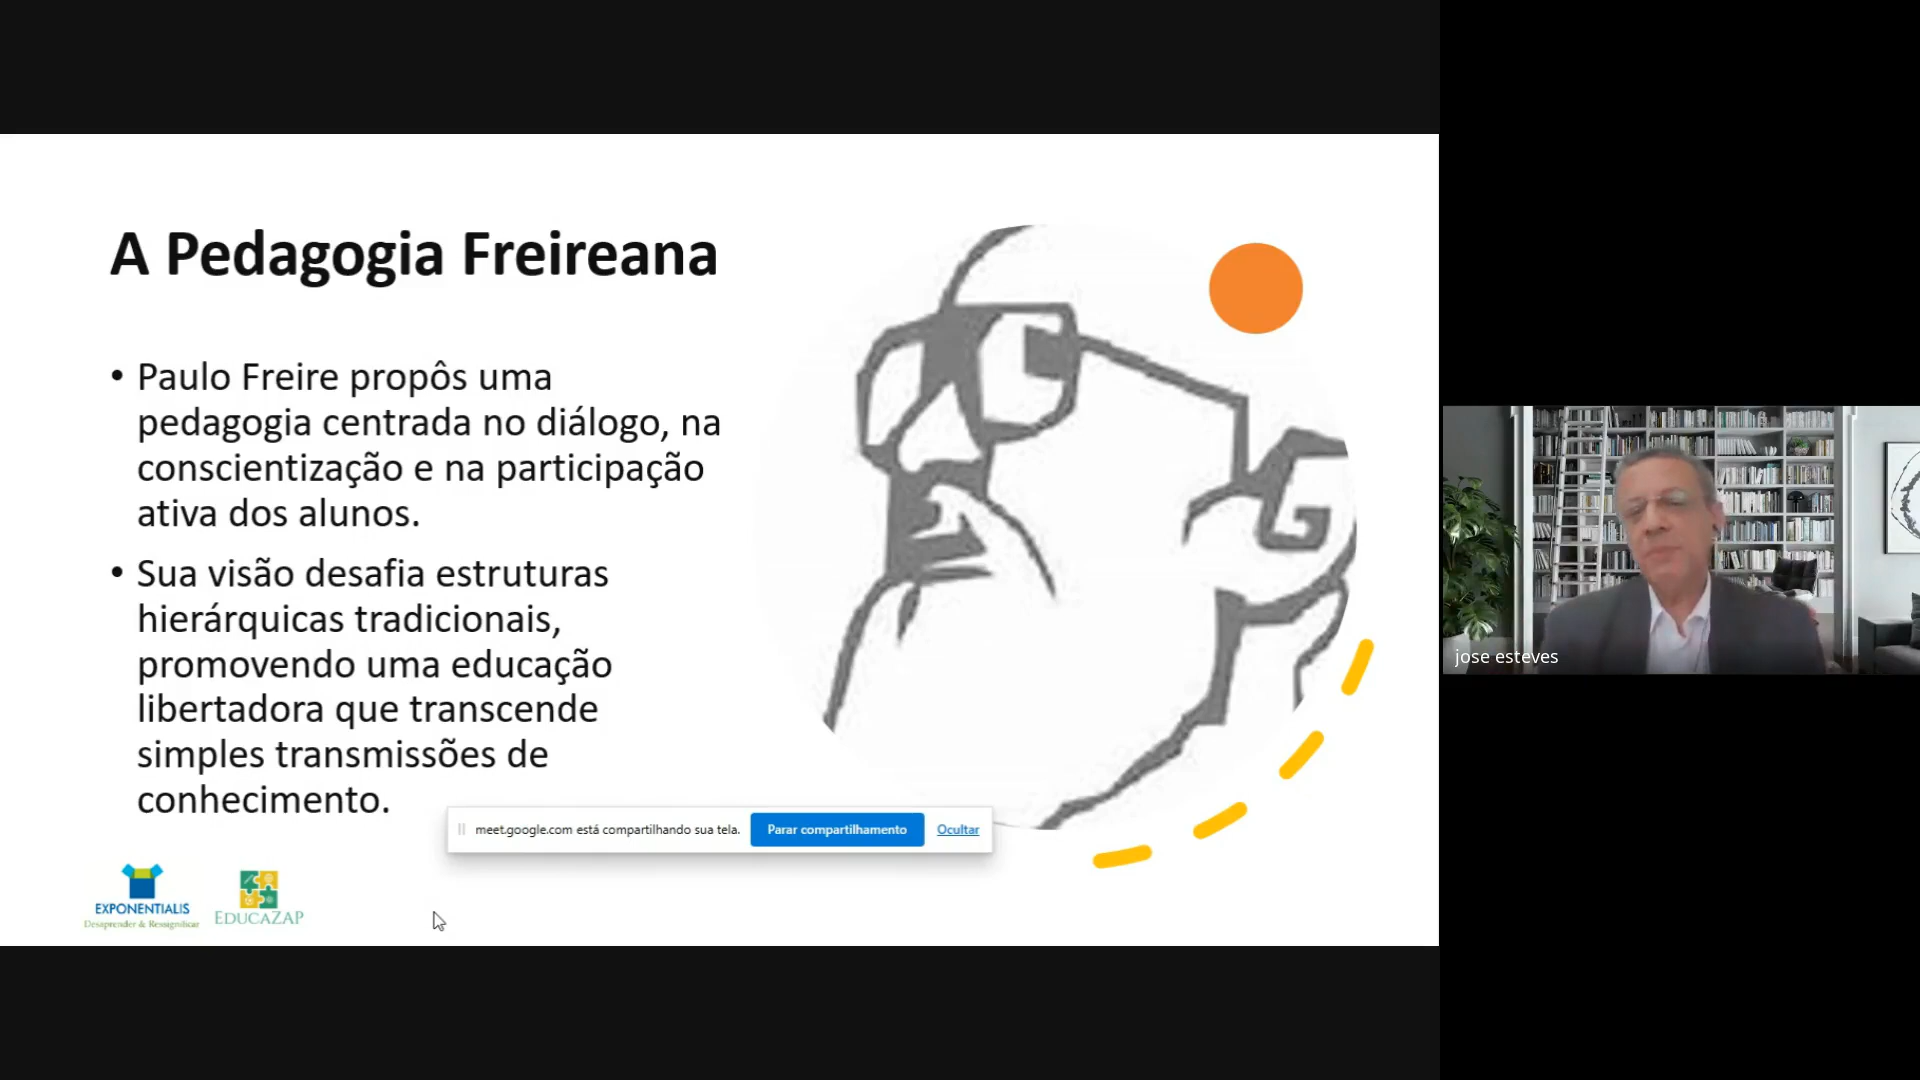 A Pedagogia Freireana
• Paulo Freire propôs uma
pedagogia centrada no diálogo, na
conscientização e na participação
ativa dos alunos.
• Sua visão desafia estruturas
hierárquicas tradicionais,
promovendo uma educação
libertadora que transcende
simples transmissões de
conhecimento.
meet.google.com está compartilhando sua tela.
Parar compartilhamento
Ocultar
EXPONENTIALIS
Desaprender & Ressignificar
EDUCAZAP
jose esteves